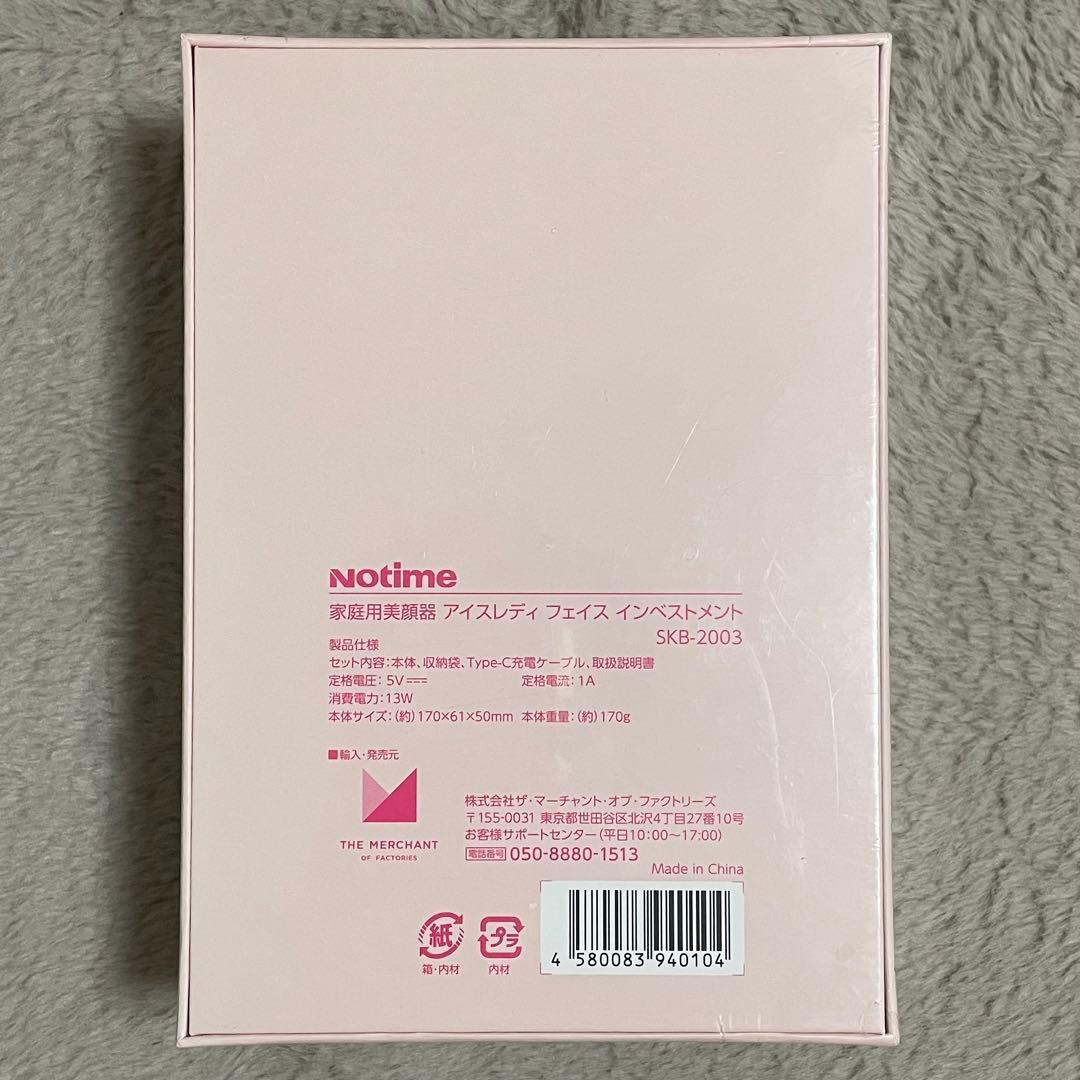 Notime
家庭用美顔器 アイスレディ フェイス インベストメント
SKB-2003
製品仕様
セット内容:本体、収納袋、Type-C充電ケーブル、取扱説明書
定格電圧:5V⎓ 定格電流:1A
消費電力:13W
本体サイズ:(約)170×61×50mm 本体重量:(約)170g
■輸入・発売元
THE MERCHANT
OF FACTORIES
株式会社ザ・マーチャント・オブ・ファクトリーズ
〒155-0031 東京都世田谷区北沢4丁目27番10号
お客様サポートセンター(平日10:00~17:00)
電話番号 050-8880-1513
Made in China
紙
箱・内材
プラ
内材
4 580083 940104